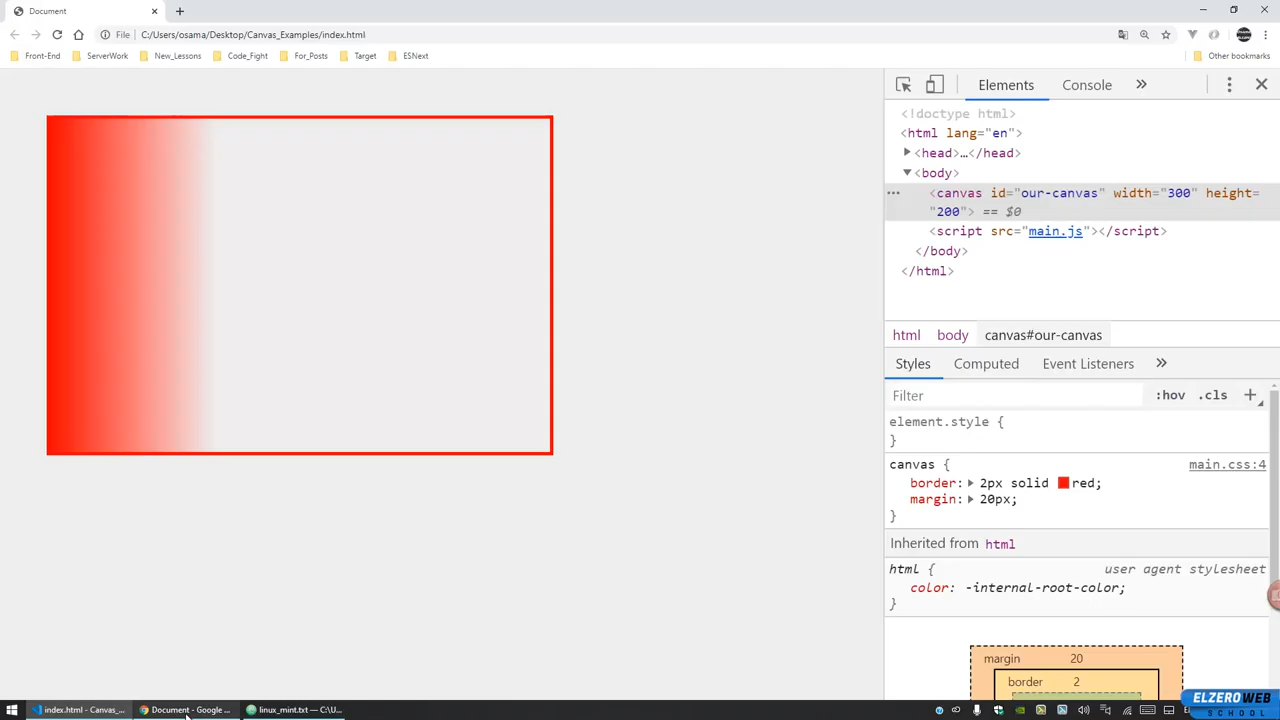 Document
File
C:/Users/osama/Desktop/Canvas_Examples/index.html
Front-End
ServerWork
New_Lessons
Code_Fight
For_Posts
Target
ESNext
Other bookmarks
Elements
Console
<!doctype html>
<html lang="en">
<head>…</head>
<body>
<canvas id="our-canvas" width="300" height=
"200"> == $0
<script src="main.js"></script>
</body>
</html>
html
body
canvas#our-canvas
Styles
Computed
Event Listeners
Filter
:hov
.cls
element.style {
}
canvas {
main.css:4
border: 2px solid red;
margin: 20px;
}
Inherited from html
html {
user agent stylesheet
color: -internal-root-color;
}
margin
20
border
2
index.html - Canvas_...
Document - Google ...
linux_mint.txt — C:\U...
ELZEROWEB
SCHOOL